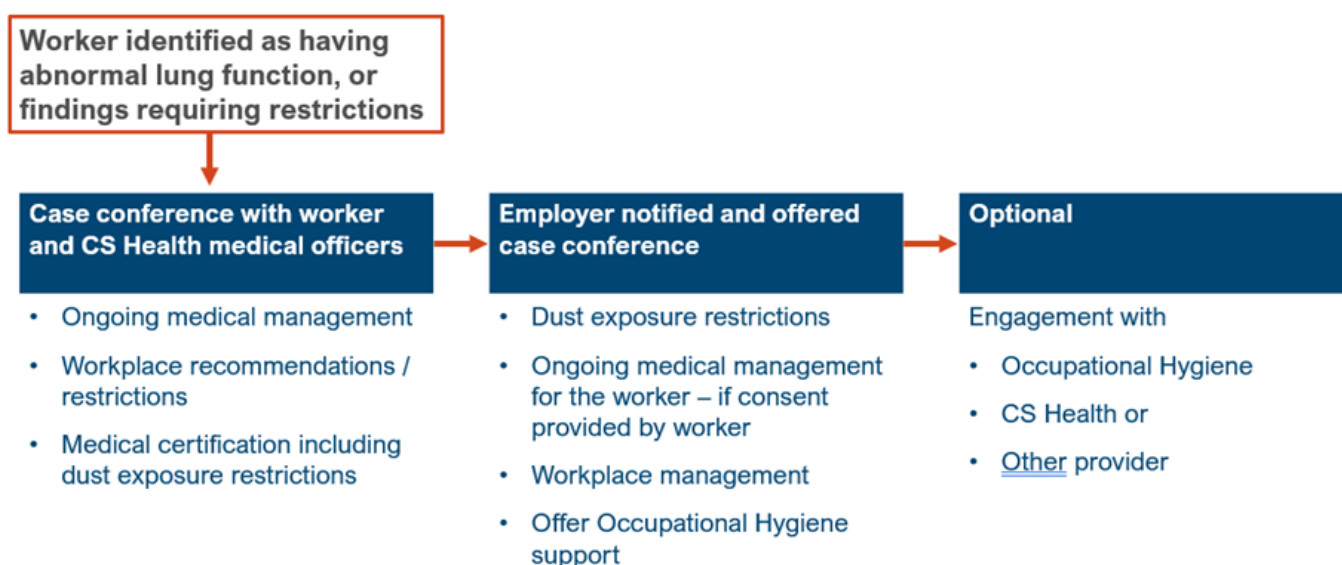 Worker identified as having
abnormal lung function, or
findings requiring restrictions
Case conference with worker
and CS Health medical officers
• Ongoing medical management
• Workplace recommendations /
restrictions
• Medical certification including
dust exposure restrictions
Employer notified and offered
case conference
• Dust exposure restrictions
• Ongoing medical management
for the worker – if consent
provided by worker
• Workplace management
• Offer Occupational Hygiene
support
Optional
Engagement with
• Occupational Hygiene
• CS Health or
• Other provider